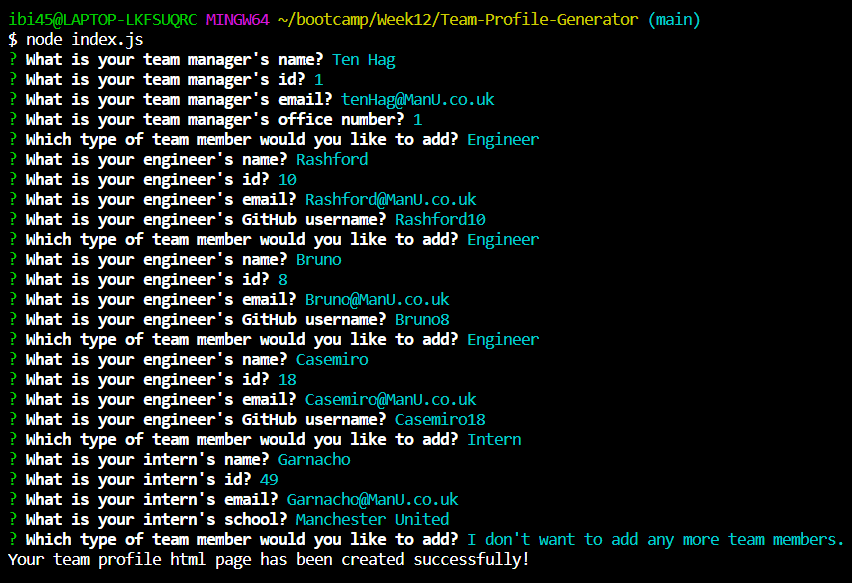 ibi45@LAPTOP-LKFSUQRC MINGW64 ~/bootcamp/Week12/Team-Profile-Generator (main)
$ node index.js
? What is your team manager's name? Ten Hag
? What is your team manager's id? 1
? What is your team manager's email? tenHag@ManU.co.uk
? What is your team manager's office number? 1
? Which type of team member would you like to add? Engineer
? What is your engineer's name? Rashford
? What is your engineer's id? 10
? What is your engineer's email? Rashford@ManU.co.uk
? What is your engineer's GitHub username? Rashford10
? Which type of team member would you like to add? Engineer
? What is your engineer's name? Bruno
? What is your engineer's id? 8
? What is your engineer's email? Bruno@ManU.co.uk
? What is your engineer's GitHub username? Bruno8
? Which type of team member would you like to add? Engineer
? What is your engineer's name? Casemiro
? What is your engineer's id? 18
? What is your engineer's email? Casemiro@ManU.co.uk
? What is your engineer's GitHub username? Casemiro18
? Which type of team member would you like to add? Intern
? What is your intern's name? Garnacho
? What is your intern's id? 49
? What is your intern's email? Garnacho@ManU.co.uk
? What is your intern's school? Manchester United
? Which type of team member would you like to add? I don't want to add any more team members.
Your team profile html page has been created successfully!